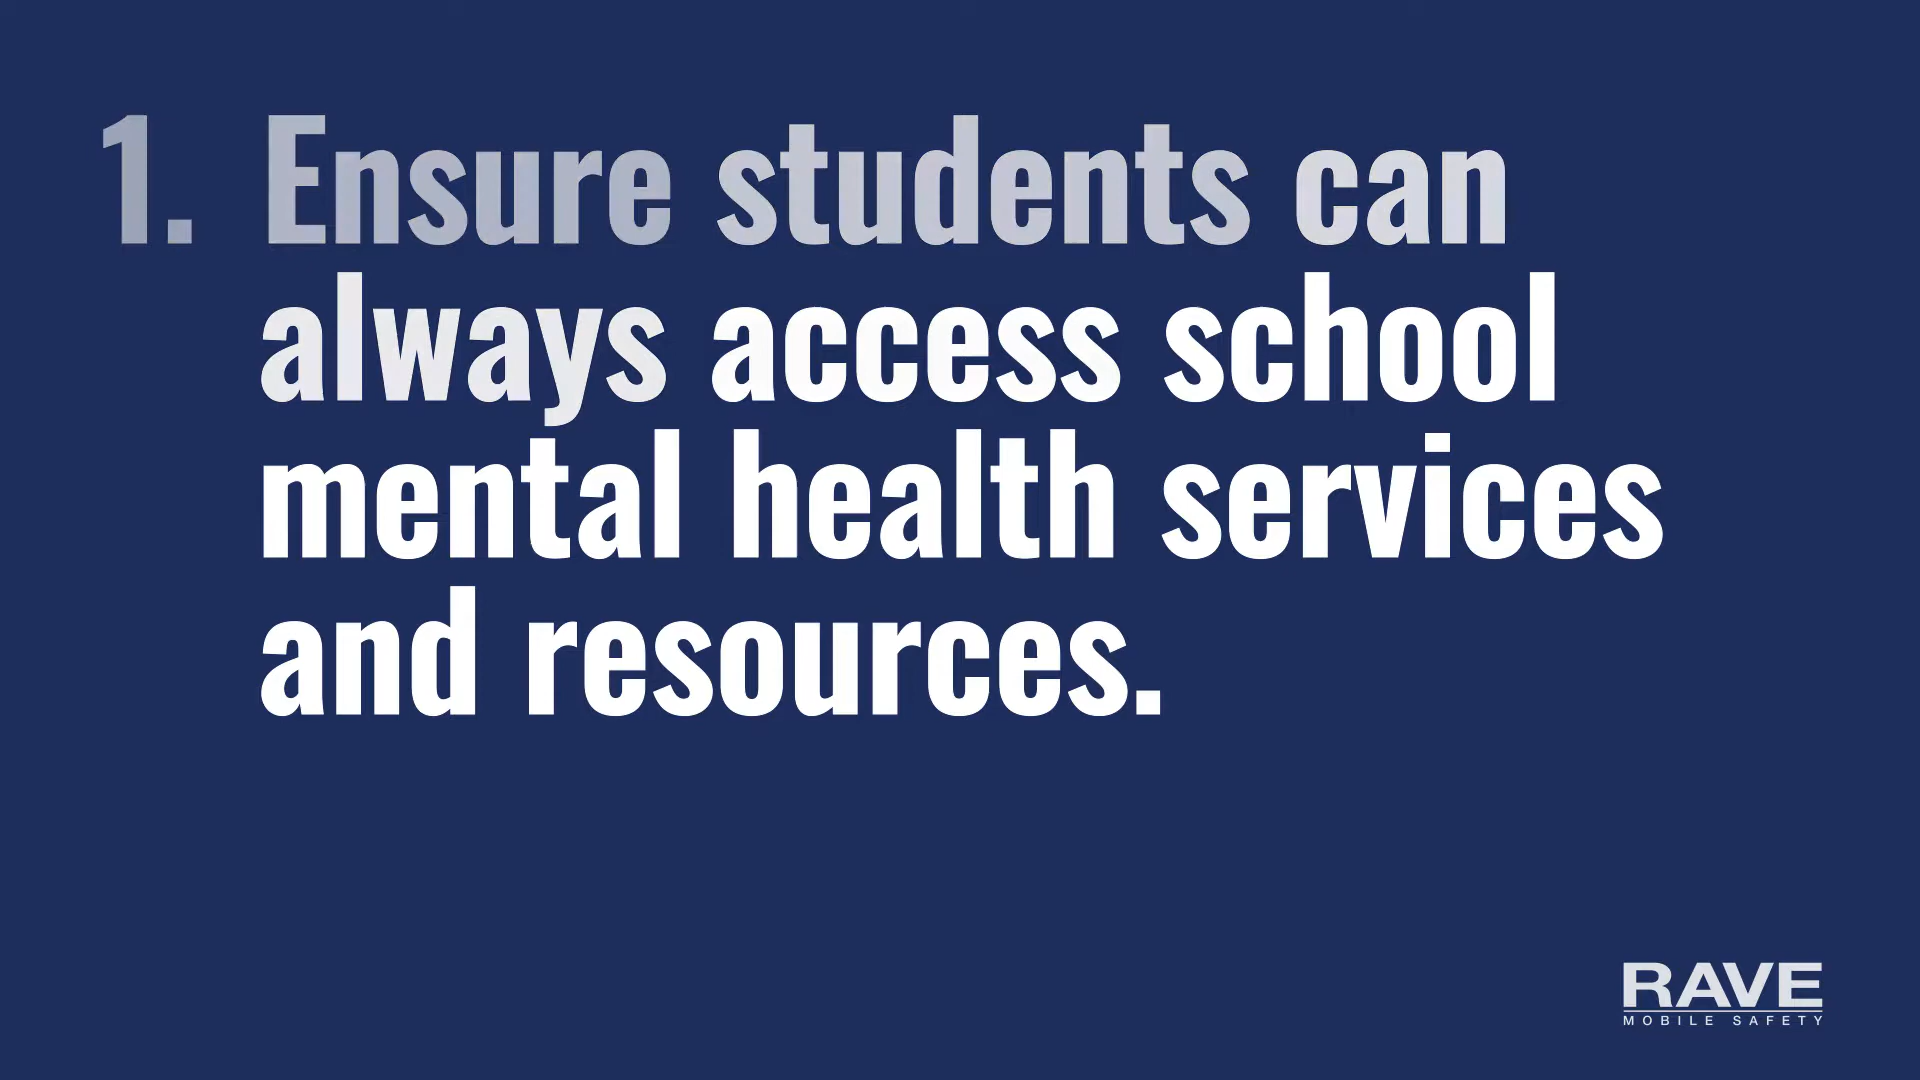 1. Ensure students can
always access school
mental health services
and resources.
RAVE
MOBILE SAFETY